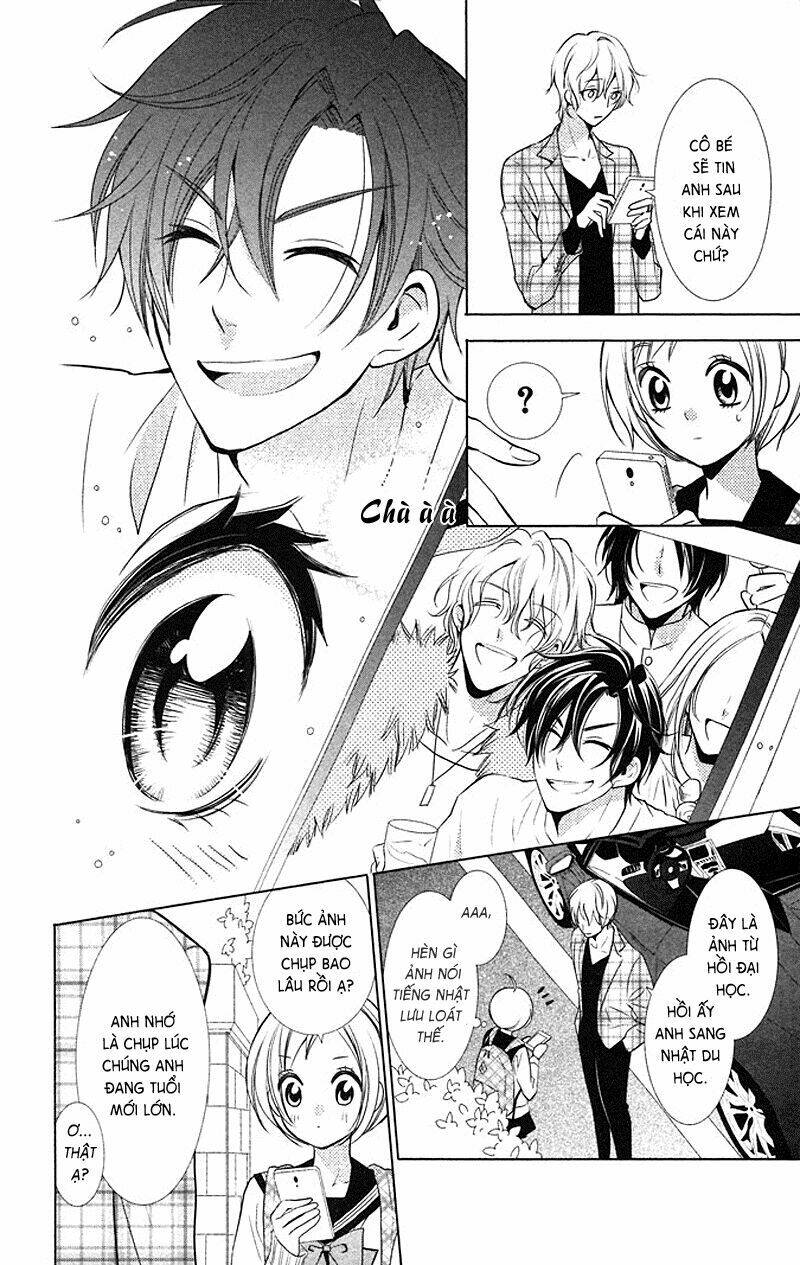 CÔ BÉ
SẼ TIN
ANH SAU
KHI XEM
CÁI NÀY
CHỨ?
?
Chà à à
ĐÂY LÀ
ẢNH TỪ
HỒI ĐẠI
HỌC.
HỒI ẤY
ANH SANG
NHẬT DU
HỌC.
AAA,
HÈN GÌ
ẢNH NÓI
TIẾNG NHẬT
LƯU LOÁT
THẾ.
BỨC ẢNH
NÀY ĐƯỢC
CHỤP BAO
LÂU RỒI Ạ?
ANH NHỚ
LÀ CHỤP LÚC
CHÚNG ANH
ĐANG TUỔI
MỚI LỚN.
Ơ...
THẬT
Ạ?